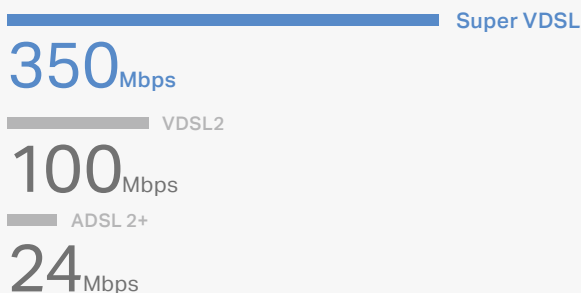 Super VDSL
350Mbps
VDSL2
100Mbps
ADSL 2+
24Mbps